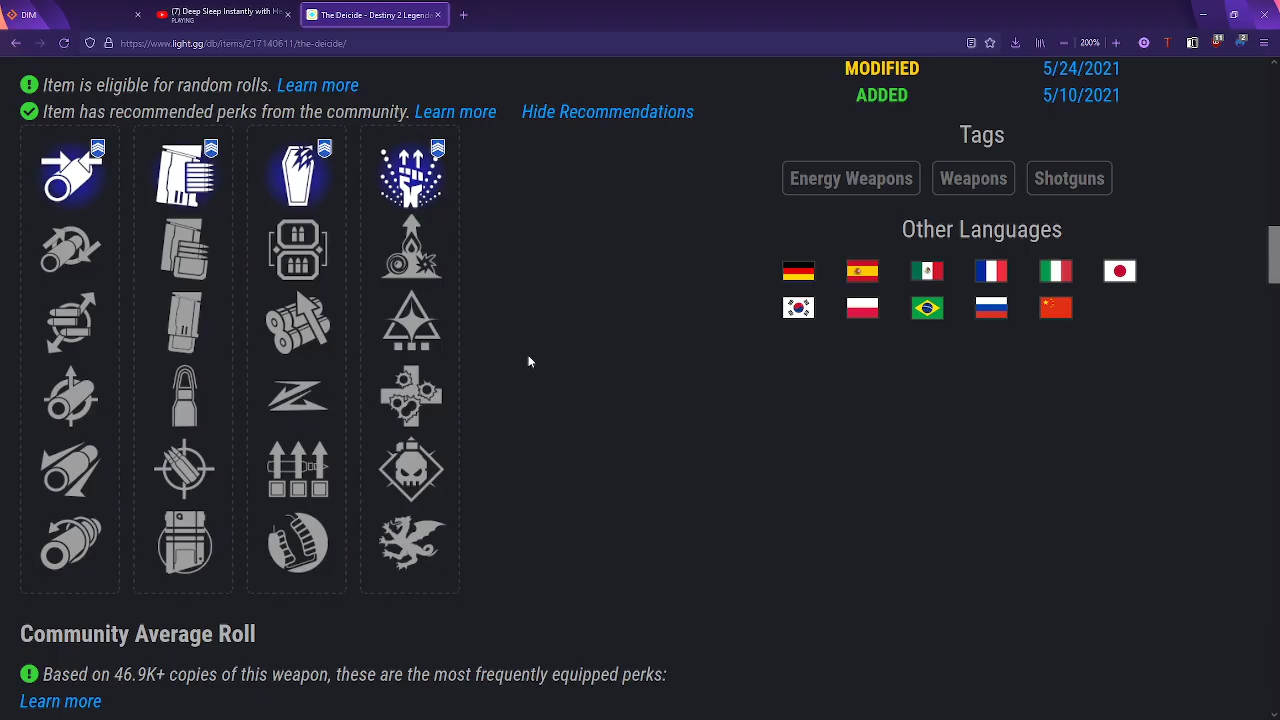 DIM
(7) Deep Sleep Instantly with He
PLAYING
The Deicide - Destiny 2 Legenda
https://www.light.gg/db/items/217140611/the-deicide/
200%
Item is eligible for random rolls. Learn more
Item has recommended perks from the community. Learn more Hide Recommendations
MODIFIED 5/24/2021
ADDED 5/10/2021
Tags
Energy Weapons Weapons Shotguns
Other Languages
Community Average Roll
Based on 46.9K+ copies of this weapon, these are the most frequently equipped perks:
Learn more